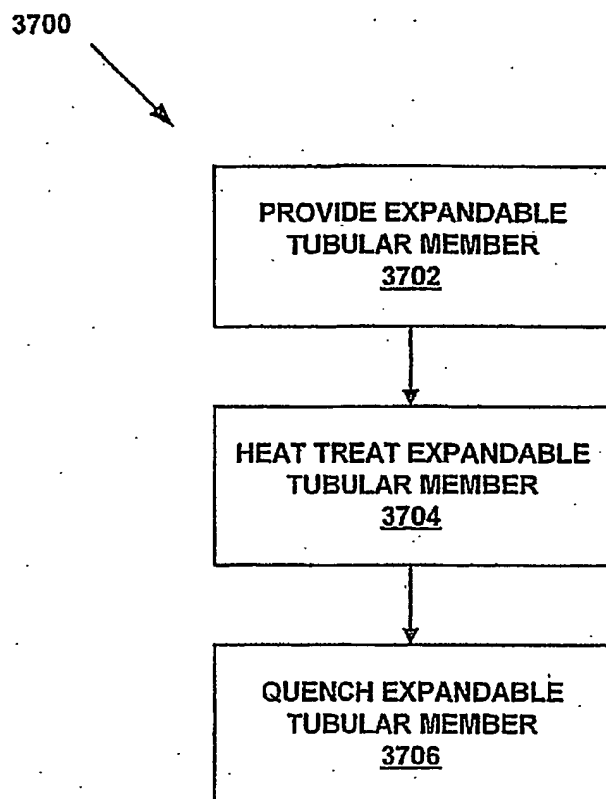 3700
PROVIDE EXPANDABLE
TUBULAR MEMBER
3702
HEAT TREAT EXPANDABLE
TUBULAR MEMBER
3704
QUENCH EXPANDABLE
TUBULAR MEMBER
3706